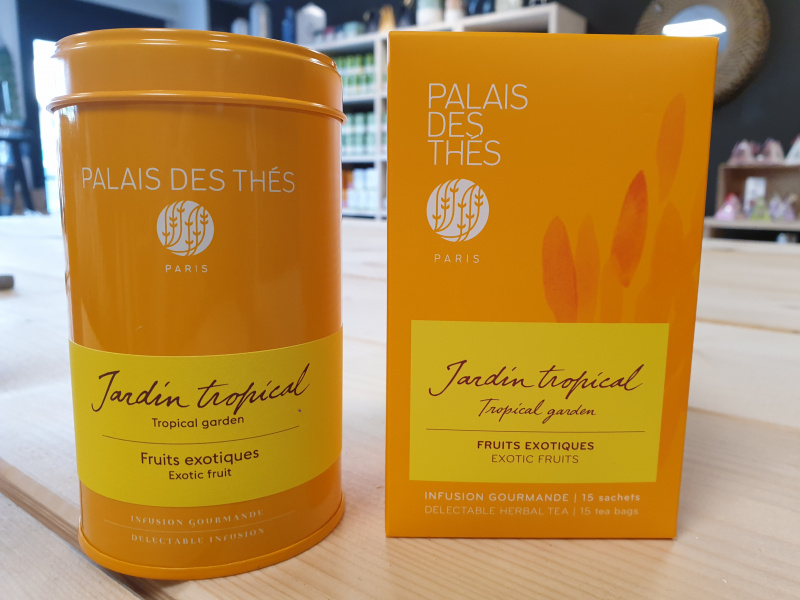 PALAIS DES THÉS
PARIS
Jardin tropical
Tropical garden
Fruits exotiques
Exotic fruit
INFUSION GOURMANDE
DELECTABLE INFUSION
PALAIS
DES
THÉS
PARIS
Jardin tropical
Tropical garden
FRUITS EXOTIQUES
EXOTIC FRUITS
INFUSION GOURMANDE | 15 sachets
DELECTABLE HERBAL TEA | 15 tea bags